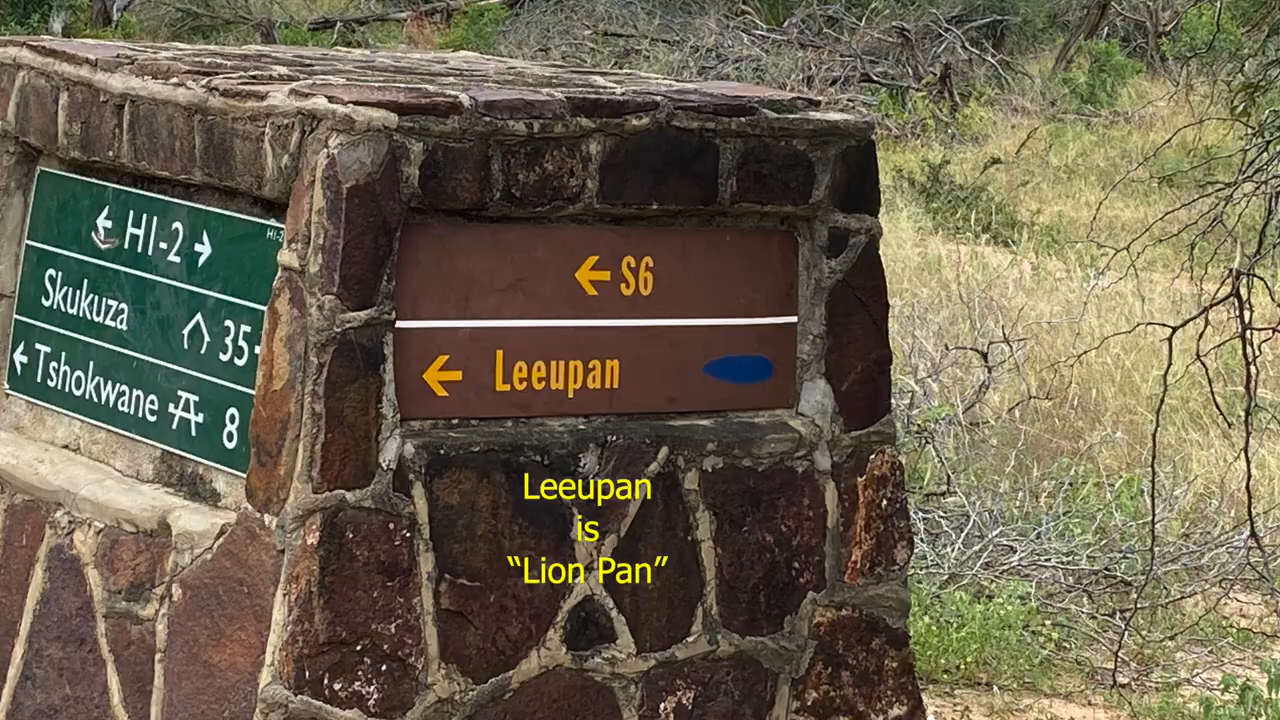 ← HI-2 →
HI-2
Skukuza 35
← Tshokwane 8
← S6
← Leeupan
Leeupan
is
“Lion Pan”